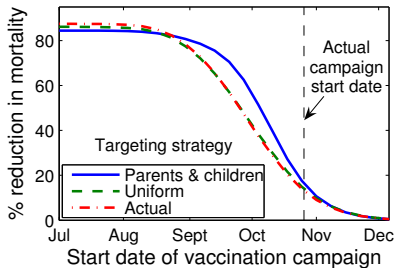 % reduction in mortality
80
60
40
20
0
Actual
campaign
start date
Targeting strategy
Parents & children
Uniform
Actual
Jul Aug Sept Oct Nov Dec
Start date of vaccination campaign